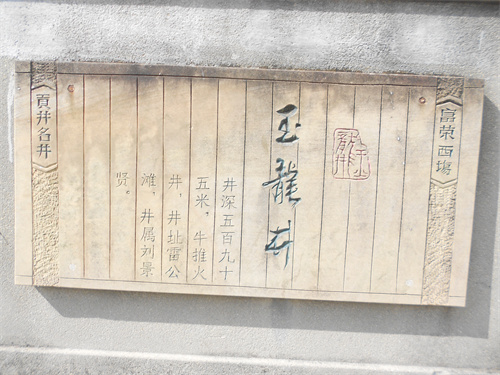 富荣西場
玉龍井
井深五百九十
五米，牛推火
井，井址雷公
滩，井属刘景
贤。
貢井名井